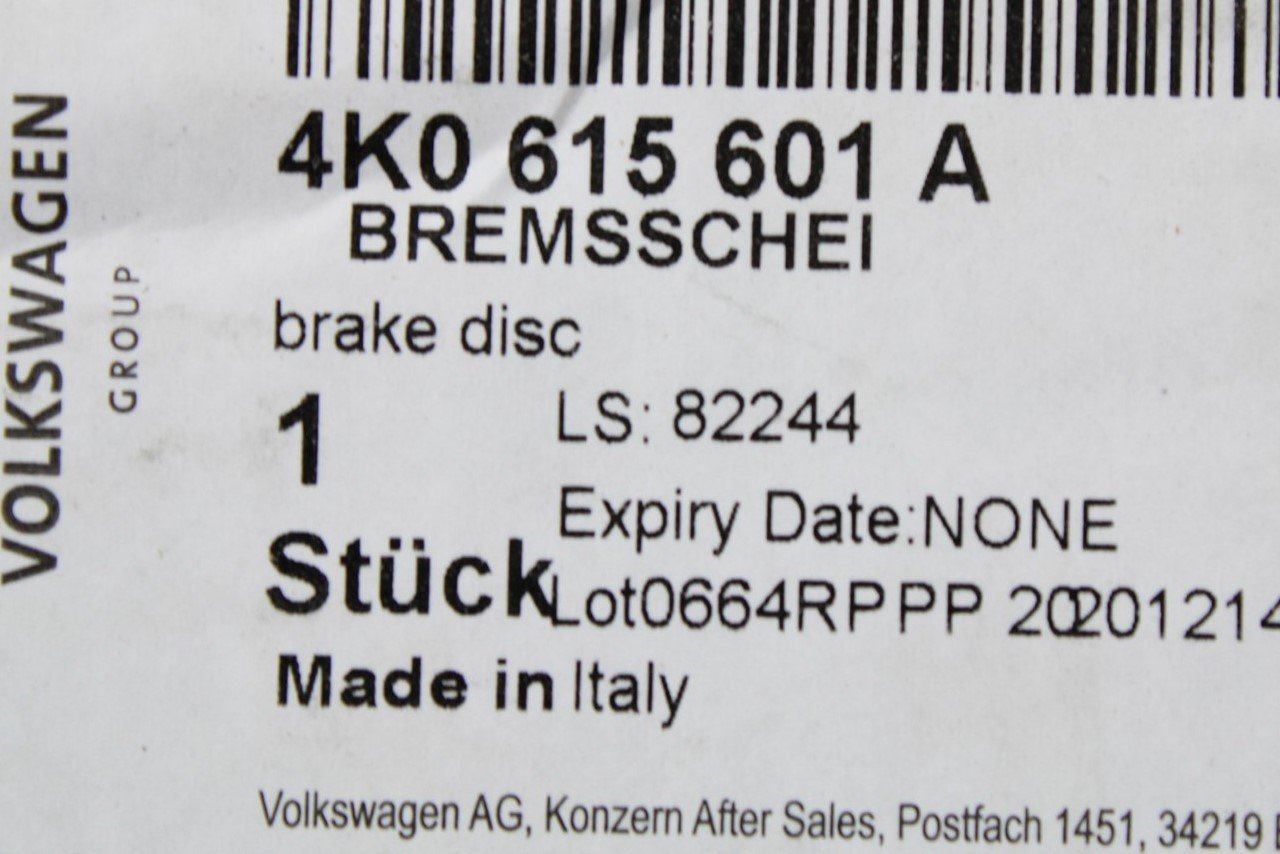 VOLKSWAGEN
GROUP
4K0 615 601 A
BREMSSCHEI
brake disc
1
LS: 82244
Expiry Date:NONE
Stück
Lot0664RPPP 20201214
Made in Italy
Volkswagen AG, Konzern After Sales, Postfach 1451, 34219